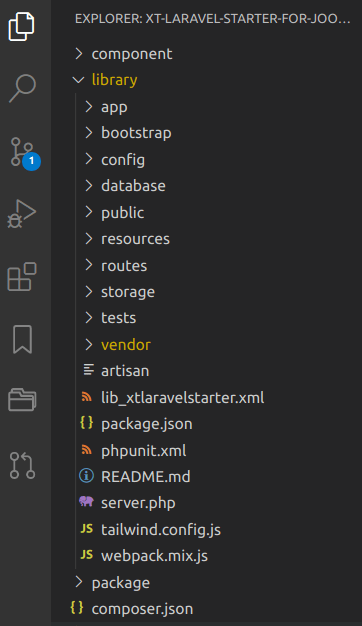 EXPLORER: XT-LARAVEL-STARTER-FOR-JOO...
component
library
app
bootstrap
config
database
public
resources
routes
storage
tests
vendor
artisan
lib_xtlaravelstarter.xml
{ } package.json
phpunit.xml
README.md
server.php
JS tailwind.config.js
JS webpack.mix.js
package
{ } composer.json
1